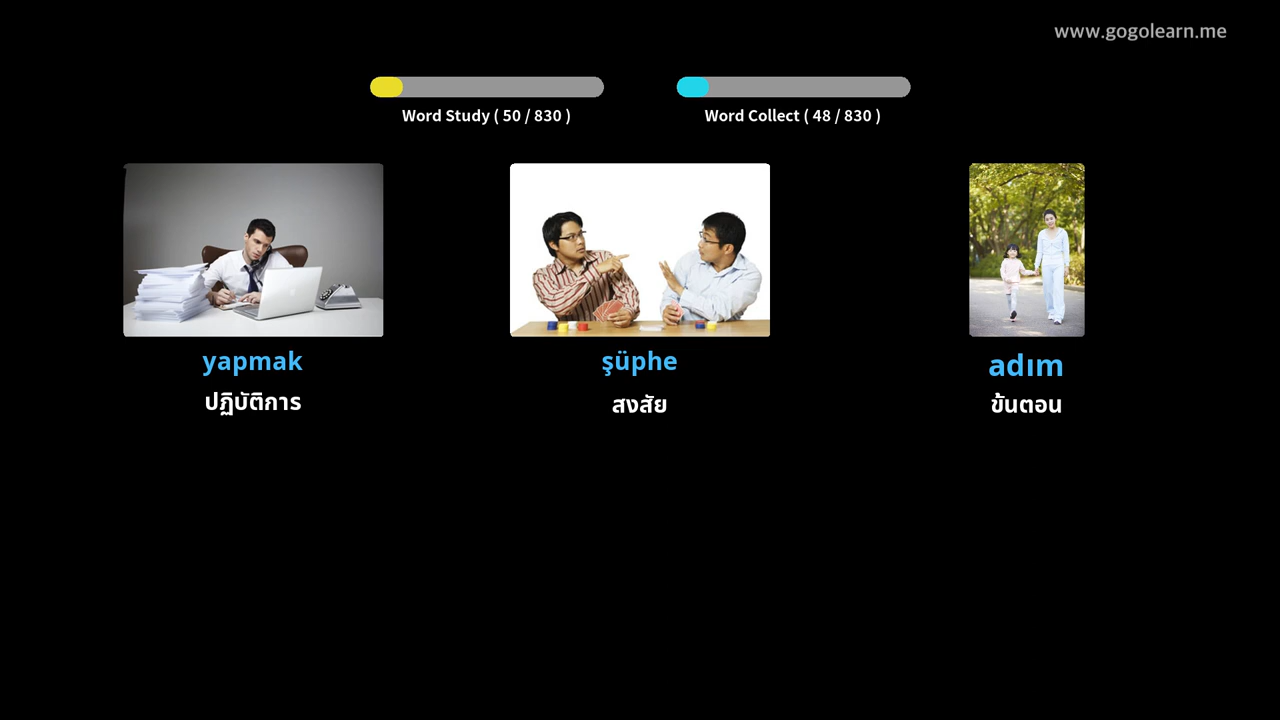 www.gogolearn.me
Word Study ( 50 / 830 )
Word Collect ( 48 / 830 )
yapmak
ปฏิบัติการ
şüphe
สงสัย
adım
ขั้นตอน